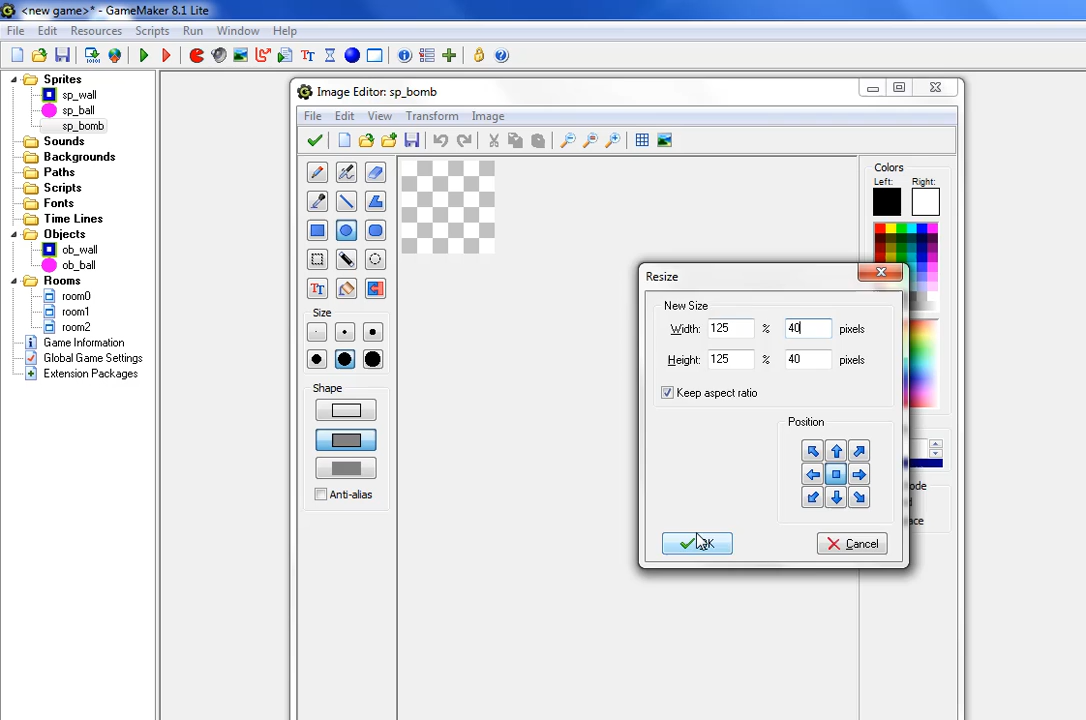 <new game>* - GameMaker 8.1 Lite
File Edit Resources Scripts Run Window Help
Sprites
sp_wall
sp_ball
sp_bomb
Sounds
Backgrounds
Paths
Scripts
Fonts
Time Lines
Objects
ob_wall
ob_ball
Rooms
room0
room1
room2
Game Information
Global Game Settings
Extension Packages
Image Editor: sp_bomb
File Edit View Transform Image
Size
Shape
Anti-alias
Colors
Left: Right:
Resize
New Size
Width: 125 % 40 pixels
Height: 125 % 40 pixels
Keep aspect ratio
Position
Cancel